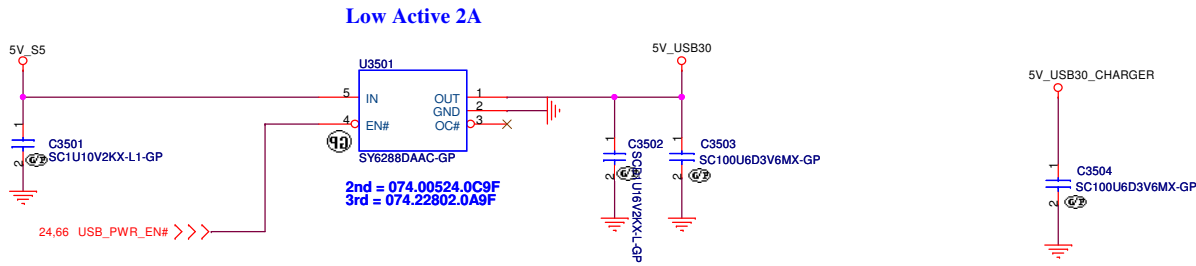 Low Active 2A
5V_S5
U3501
5V_USB30
5V_USB30_CHARGER
5 IN OUT 1
GND 2
4 EN# OC# 3
SY6288DAAC-GP
1
C3501
SC1U10V2KX-L1-GP
2
1
C3502
2
1
C3503
SC100U6D3V6MX-GP
2
1
C3504
SC100U6D3V6MX-GP
2
2nd = 074.00524.0C9F
3rd = 074.22802.0A9F
24,66 USB_PWR_EN#